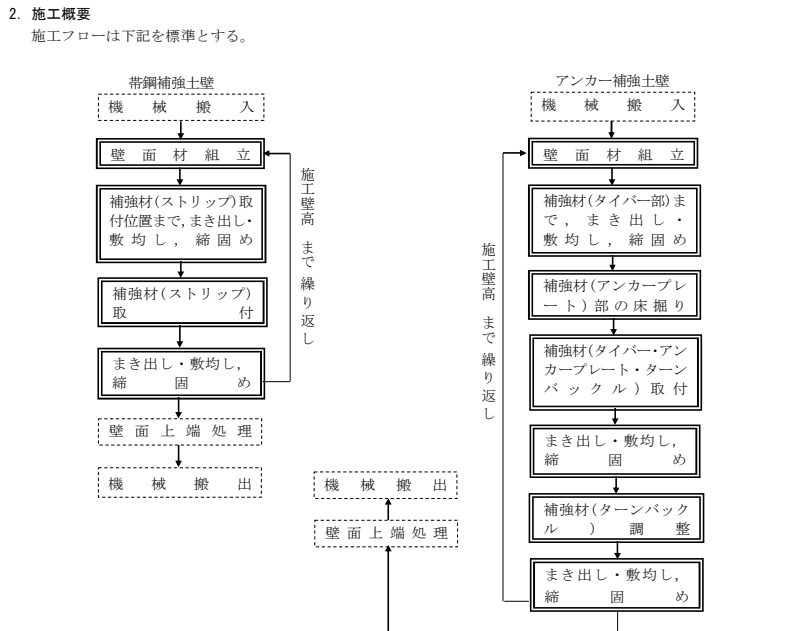 2. 施工概要
施工フローは下記を標準とする。
帯鋼補強土壁
機械搬入
壁面材組立
補強材(ストリップ)取
付位置まで,まき出し・
敷均し,締固め
補強材(ストリップ)
取付
まき出し・敷均し,
締固め
壁面上端処理
機械搬出
施工壁高 まで 繰り返し
アンカー補強土壁
機械搬入
壁面材組立
補強材(タイバー部)ま
で,まき出し・
敷均し,締固め
補強材(アンカープレ
ート)部の床掘り
補強材(タイバー・アン
カープレート・ターン
バックル)取付
まき出し・敷均し,
締固め
補強材(ターンバック
ル)調整
まき出し・敷均し,
締固め
施工壁高 まで 繰り返し
機械搬出
壁面上端処理